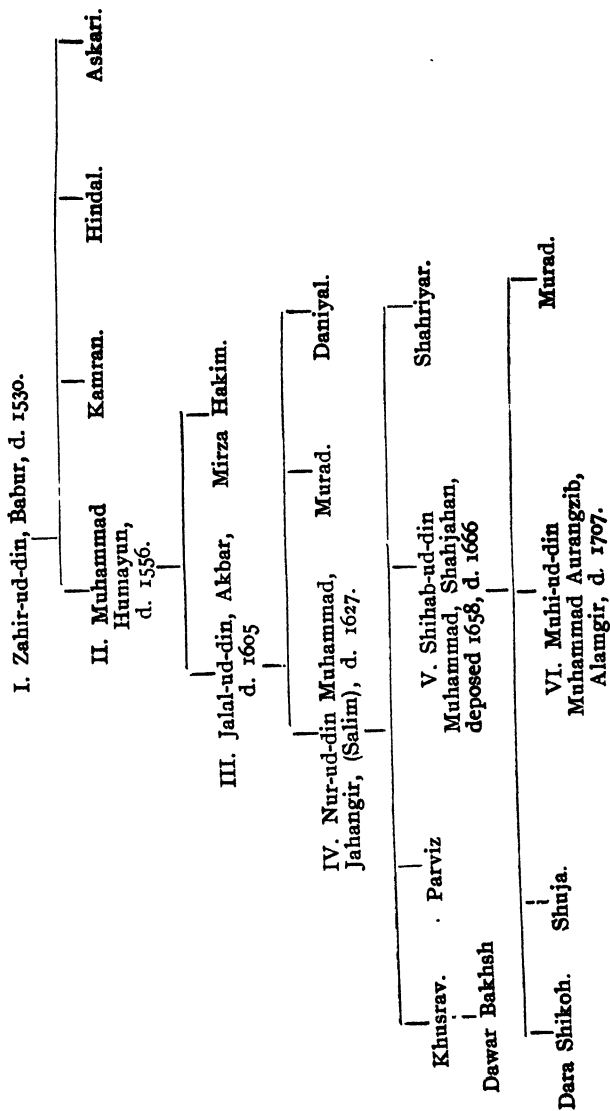 I. Zahir-ud-din, Babur, d. 1530.
II. Muhammad
Humayun,
d. 1556.
Kamran.
Hindal.
Askari.
III. Jalal-ud-din, Akbar,
d. 1605
Mirza Hakim.
IV. Nur-ud-din Muhammad,
Jahangir, (Salim), d. 1627.
Murad.
Daniyal.
Khusrav.
Parviz
V. Shihab-ud-din
Muhammad, Shahjahan,
deposed 1658, d. 1666
Shahriyar.
Dawar Bakhsh
Dara Shikoh.
Shuja.
VI. Muhi-ud-din
Muhammad Aurangzib,
Alamgir, d. 1707.
Murad.